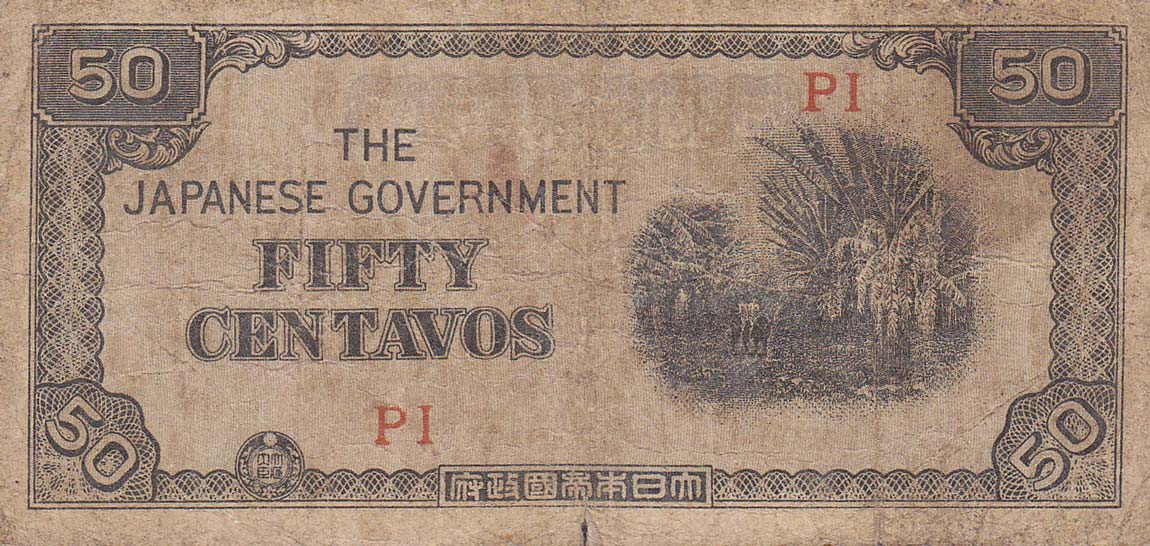 50
50
PI
THE
JAPANESE GOVERNMENT
FIFTY
CENTAVOS
PI
50
50
大日本帝國政府